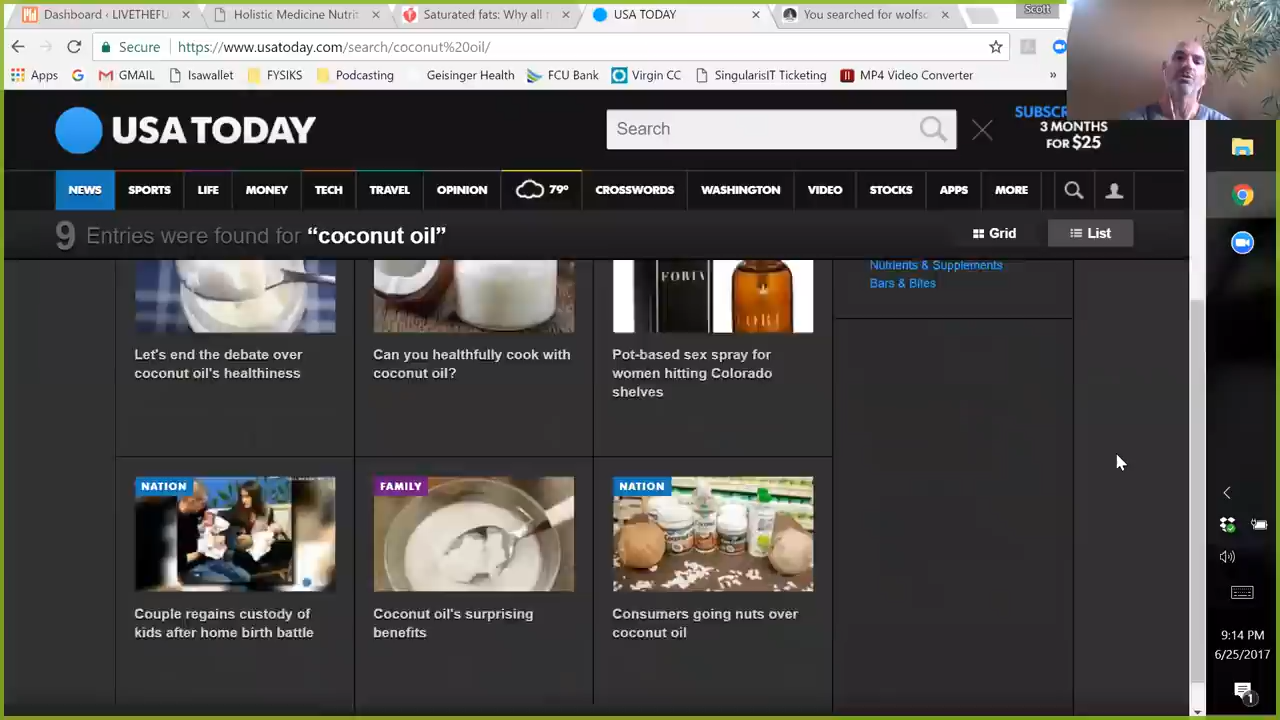 Dashboard ‹ LIVETHEFU
Holistic Medicine Nutrit
Saturated fats: Why all
USA TODAY
You searched for wolfso
Scott
Secure
https://www.usatoday.com/search/coconut%20oil/
Apps
GMAIL
Isawallet
FYSIKS
Podcasting
Geisinger Health
FCU Bank
Virgin CC
SingularisIT Ticketing
MP4 Video Converter
»
USA TODAY
Search
SUBSCR
3 MONTHS
FOR $25
NEWS
SPORTS
LIFE
MONEY
TECH
TRAVEL
OPINION
79º
CROSSWORDS
WASHINGTON
VIDEO
STOCKS
APPS
MORE
9 Entries were found for “coconut oil”
Grid
List
FORIA
Nutrients & Supplements
Bars & Bites
Let's end the debate over
coconut oil's healthiness
Can you healthfully cook with
coconut oil?
Pot-based sex spray for
women hitting Colorado
shelves
NATION
Couple regains custody of
kids after home birth battle
FAMILY
Coconut oil's surprising
benefits
NATION
Consumers going nuts over
coconut oil
9:14 PM
6/25/2017
1